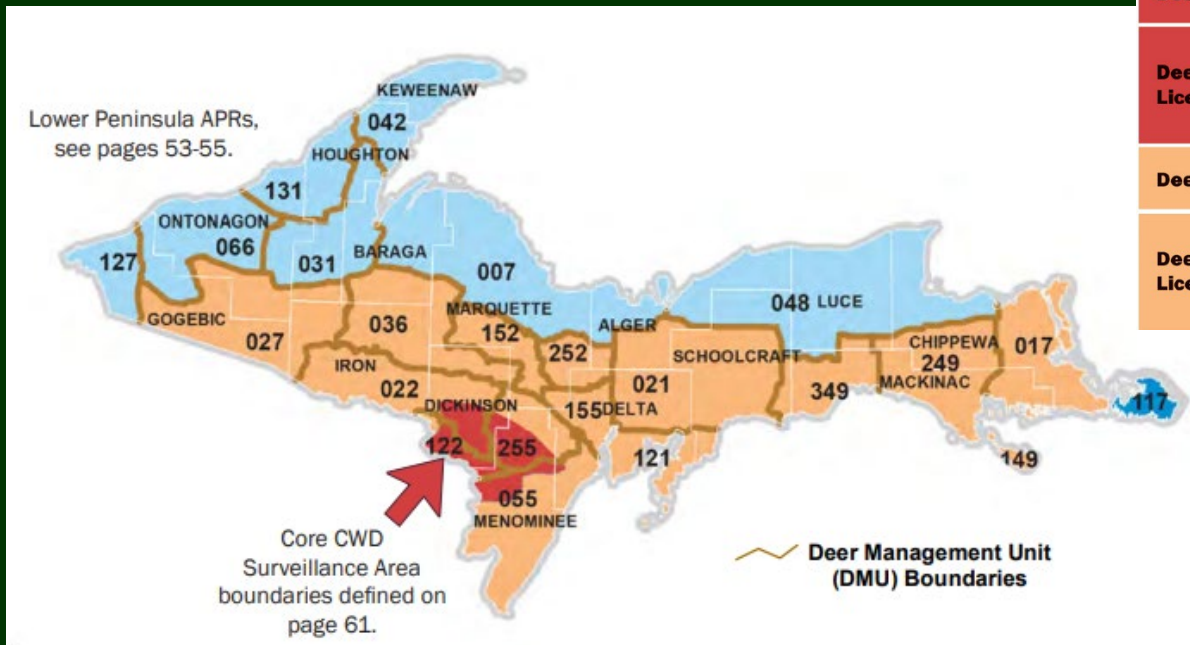 Lower Peninsula APRs,
see pages 53-55.
KEWEENAW
042
HOUGHTON
131
ONTONAGON
066
127
031
BARAGA
007
048 LUCE
GOGEBIC
027
036
MARQUETTE
152
ALGER
252
SCHOOLCRAFT
CHIPPEWA
249
017
MACKINAC
IRON
022
021
349
117
DICKINSON
155
DELTA
122
255
121
149
055
MENOMINEE
Core CWD
Surveillance Area
boundaries defined on
page 61.
Deer Management Unit
(DMU) Boundaries